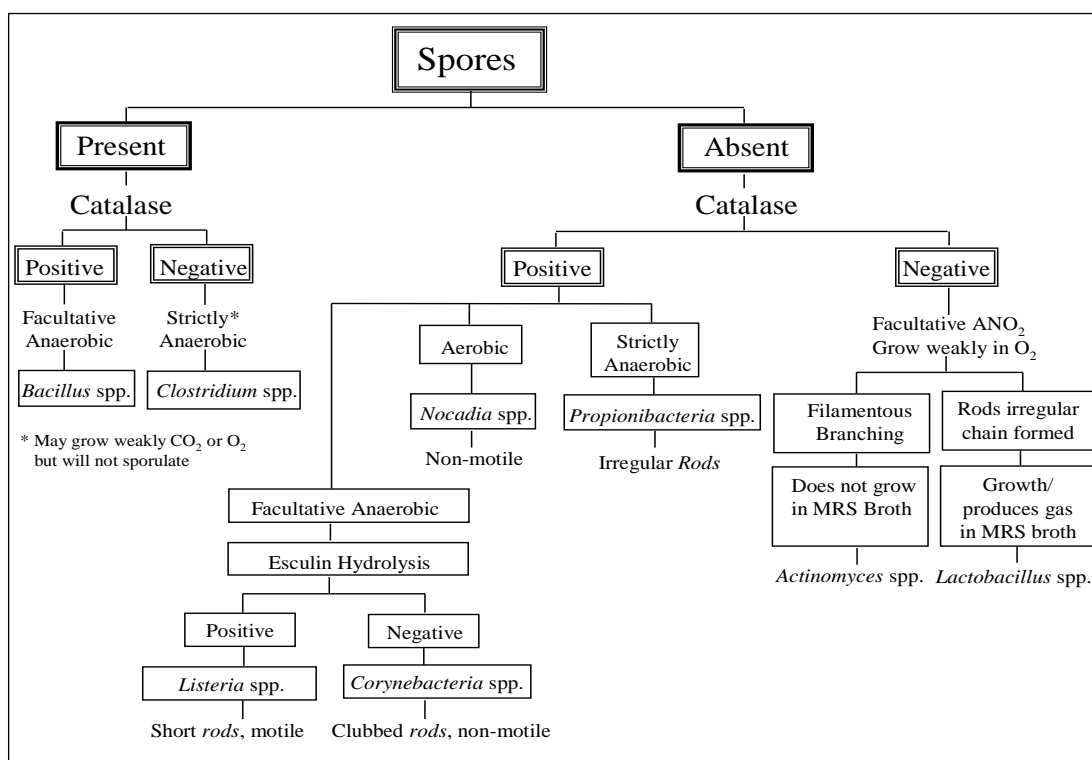 Spores
Present
Absent
Catalase
Catalase
Positive
Negative
Positive
Negative
Facultative
Anaerobic
Strictly*
Anaerobic
Bacillus spp.
Clostridium spp.
* May grow weakly CO₂ or O₂
but will not sporulate
Aerobic
Strictly
Anaerobic
Nocadia spp.
Propionibacteria spp.
Non-motile
Irregular Rods
Facultative Anaerobic
Esculin Hydrolysis
Positive
Negative
Listeria spp.
Corynebacteria spp.
Short rods, motile
Clubbed rods, non-motile
Facultative ANO₂
Grow weakly in O₂
Filamentous
Branching
Rods irregular
chain formed
Does not grow
in MRS Broth
Growth/
produces gas
in MRS broth
Actinomyces spp.
Lactobacillus spp.